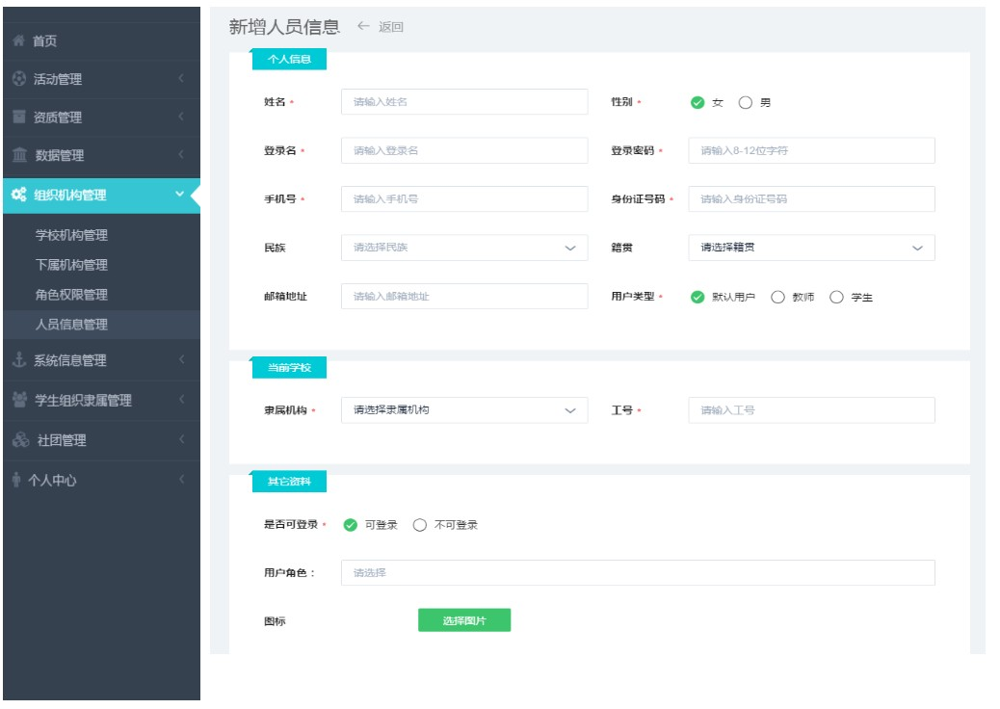 首页
活动管理
资质管理
数据管理
组织机构管理
学校机构管理
下属机构管理
角色权限管理
人员信息管理
系统信息管理
学生组织隶属管理
社团管理
个人中心
新增人员信息 ← 返回
个人信息
姓名 * 请输入姓名 性别 * 女 男
登录名 * 请输入登录名 登录密码 * 请输入8-12位字符
手机号 * 请输入手机号 身份证号码 * 请输入身份证号码
民族 请选择民族 籍贯 请选择籍贯
邮箱地址 请输入邮箱地址 用户类型 * 默认用户 教师 学生
当前学校
隶属机构 * 请选择隶属机构 工号 * 请输入工号
其它资料
是否可登录 * 可登录 不可登录
用户角色： 请选择
图标 选择图片